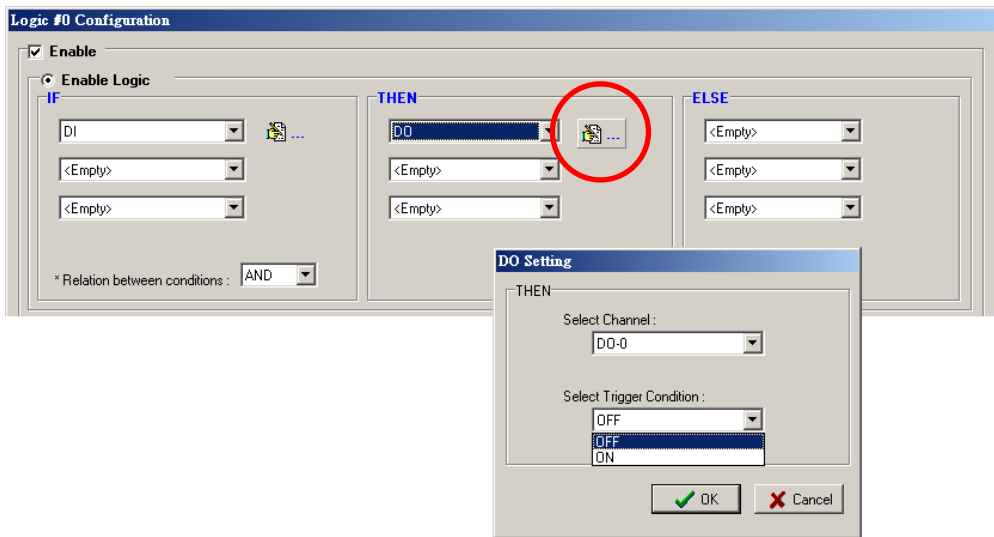 Logic #0 Configuration
Enable
Enable Logic
IF
DI
...
<Empty>
<Empty>
* Relation between conditions : AND
THEN
DO
...
<Empty>
<Empty>
ELSE
<Empty>
<Empty>
<Empty>
DO Setting
THEN
Select Channel :
DO-0
Select Trigger Condition :
OFF
OFF
ON
OK
Cancel